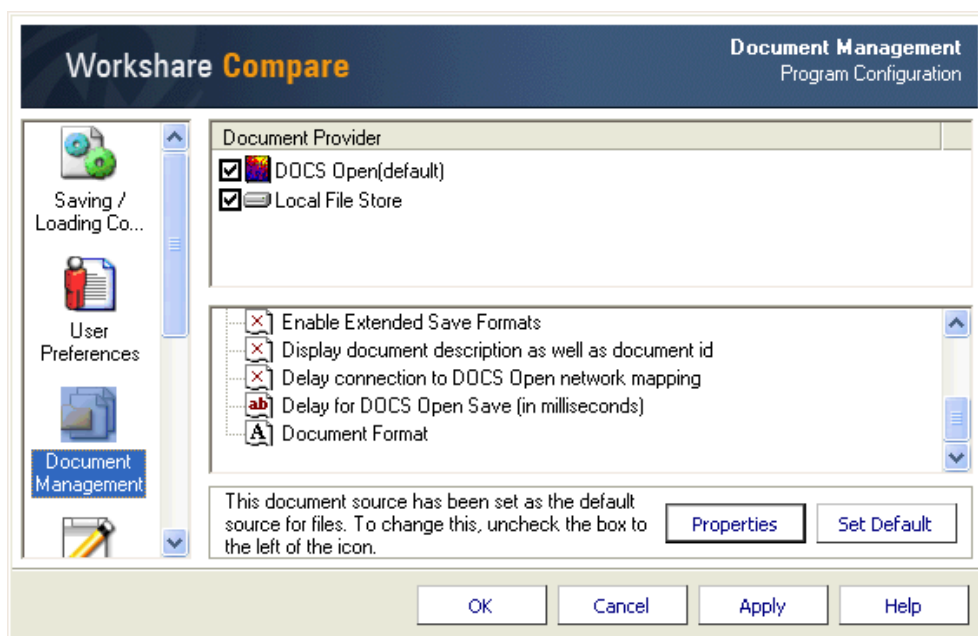 Workshare Compare
Document Management
Program Configuration
Saving /
Loading Co...
User
Preferences
Document
Management
Document Provider
DOCS Open(default)
Local File Store
Enable Extended Save Formats
Display document description as well as document id
Delay connection to DOCS Open network mapping
ab Delay for DOCS Open Save (in milliseconds)
A Document Format
This document source has been set as the default
source for files. To change this, uncheck the box to
the left of the icon.
Properties
Set Default
OK
Cancel
Apply
Help